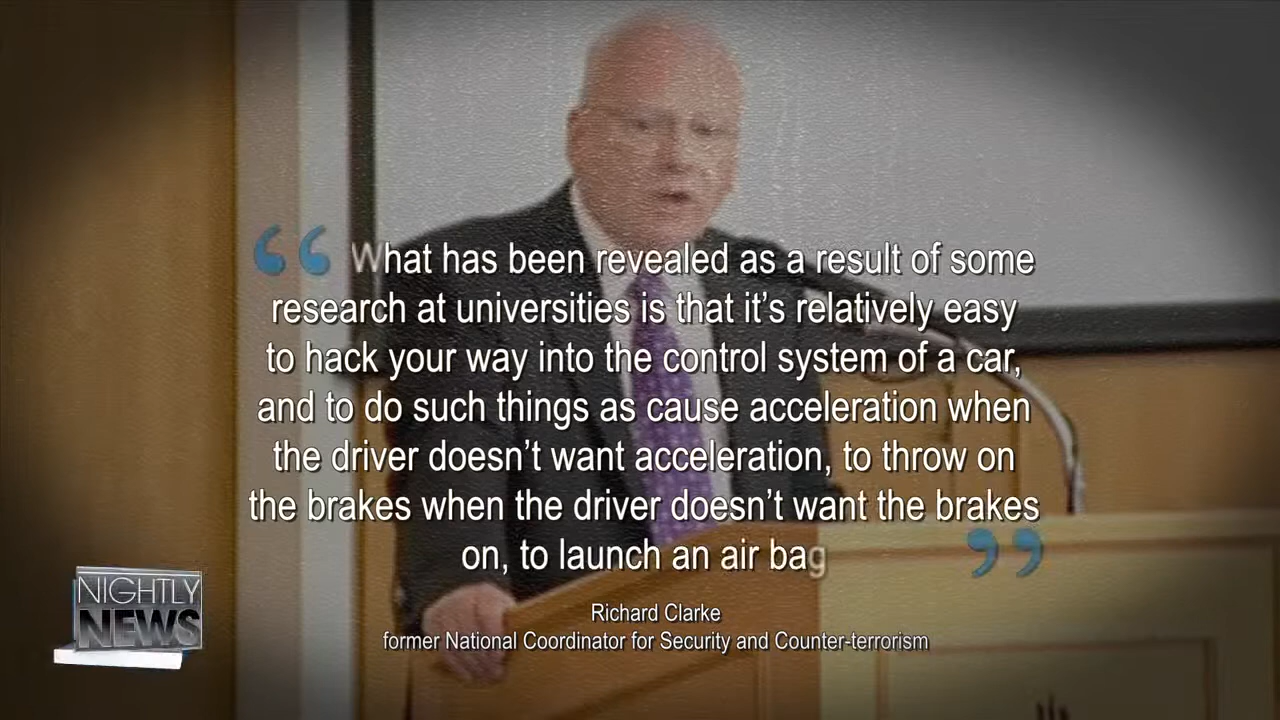 “ What has been revealed as a result of some
research at universities is that it’s relatively easy
to hack your way into the control system of a car,
and to do such things as cause acceleration when
the driver doesn’t want acceleration, to throw on
the brakes when the driver doesn’t want the brakes
on, to launch an air bag ”
Richard Clarke
former National Coordinator for Security and Counter-terrorism
NIGHTLY
NEWS